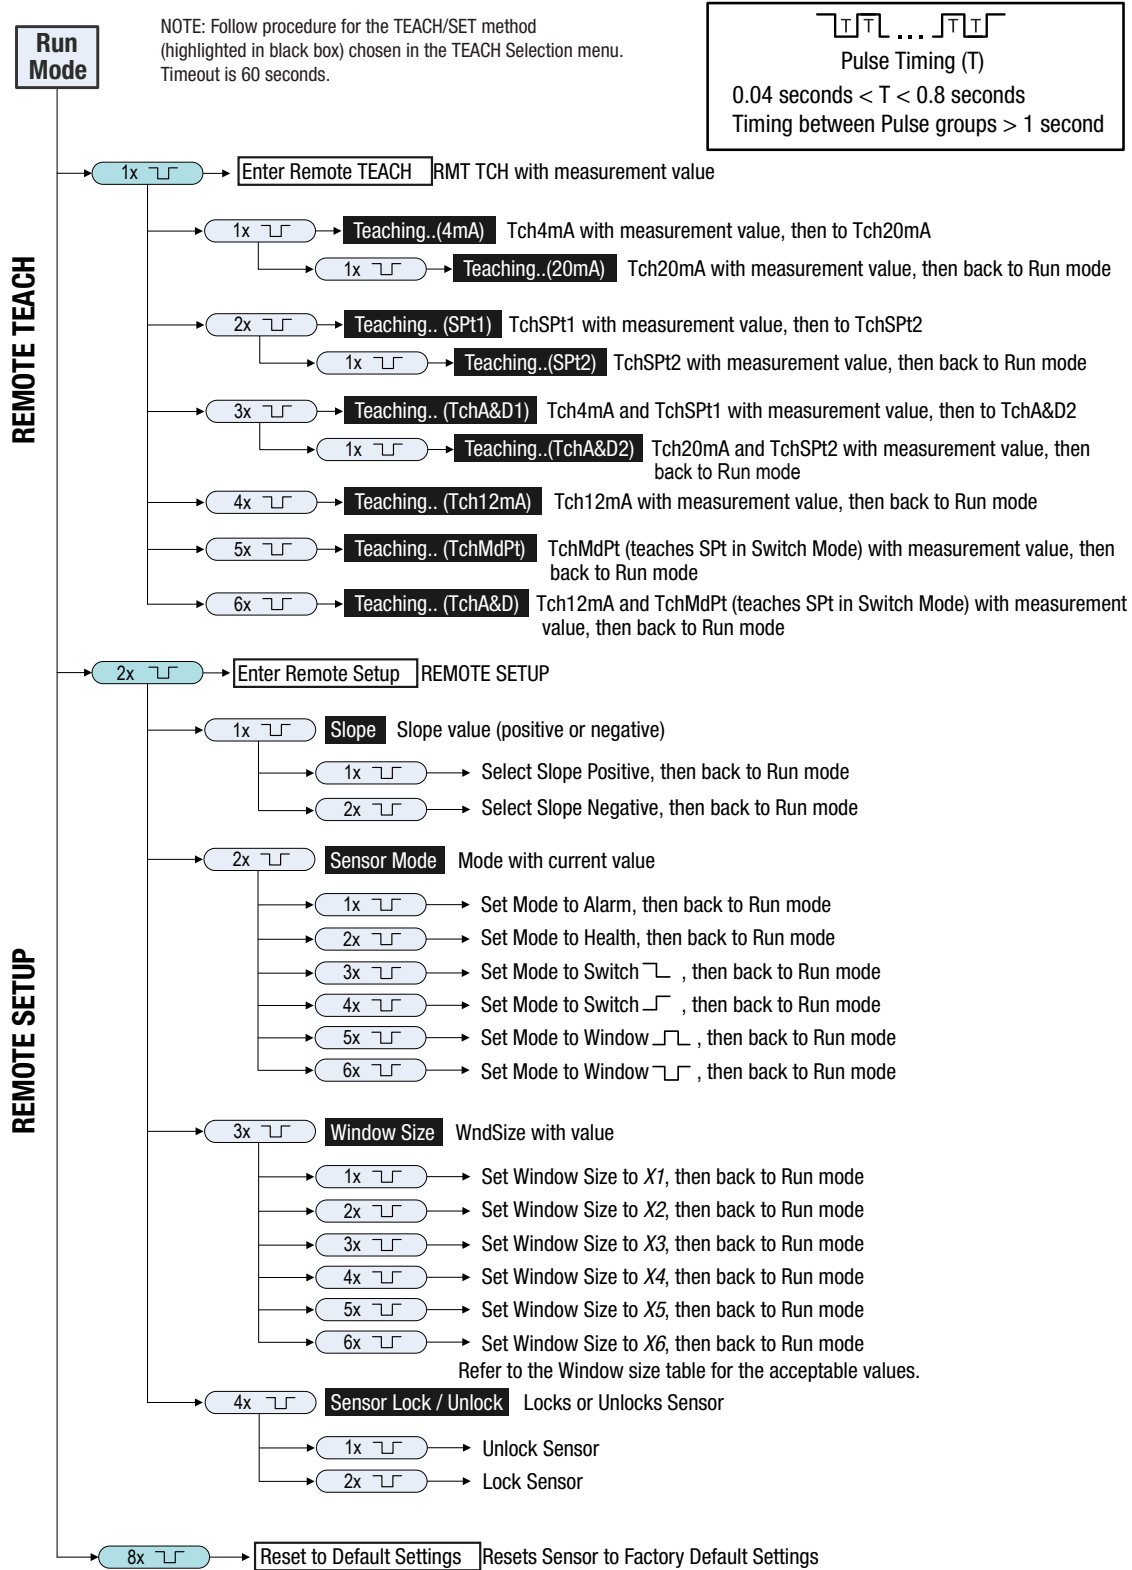 Run
Mode
NOTE: Follow procedure for the TEACH/SET method
(highlighted in black box) chosen in the TEACH Selection menu.
Timeout is 60 seconds.
T T ... T T
Pulse Timing (T)
0.04 seconds < T < 0.8 seconds
Timing between Pulse groups > 1 second
REMOTE TEACH
1x Enter Remote TEACH RMT TCH with measurement value
1x Teaching..(4mA) Tch4mA with measurement value, then to Tch20mA
1x Teaching..(20mA) Tch20mA with measurement value, then back to Run mode
2x Teaching.. (SPt1) TchSPt1 with measurement value, then to TchSPt2
1x Teaching..(SPt2) TchSPt2 with measurement value, then back to Run mode
3x Teaching.. (TchA&D1) Tch4mA and TchSPt1 with measurement value, then to TchA&D2
1x Teaching..(TchA&D2) Tch20mA and TchSPt2 with measurement value, then
back to Run mode
4x Teaching.. (Tch12mA) Tch12mA with measurement value, then back to Run mode
5x Teaching.. (TchMdPt) TchMdPt (teaches SPt in Switch Mode) with measurement value, then
back to Run mode
6x Teaching.. (TchA&D) Tch12mA and TchMdPt (teaches SPt in Switch Mode) with measurement
value, then back to Run mode
REMOTE SETUP
2x Enter Remote Setup REMOTE SETUP
1x Slope Slope value (positive or negative)
1x Select Slope Positive, then back to Run mode
2x Select Slope Negative, then back to Run mode
2x Sensor Mode Mode with current value
1x Set Mode to Alarm, then back to Run mode
2x Set Mode to Health, then back to Run mode
3x Set Mode to Switch , then back to Run mode
4x Set Mode to Switch , then back to Run mode
5x Set Mode to Window , then back to Run mode
6x Set Mode to Window , then back to Run mode
3x Window Size WndSize with value
1x Set Window Size to X1, then back to Run mode
2x Set Window Size to X2, then back to Run mode
3x Set Window Size to X3, then back to Run mode
4x Set Window Size to X4, then back to Run mode
5x Set Window Size to X5, then back to Run mode
6x Set Window Size to X6, then back to Run mode
Refer to the Window size table for the acceptable values.
4x Sensor Lock / Unlock Locks or Unlocks Sensor
1x Unlock Sensor
2x Lock Sensor
8x Reset to Default Settings Resets Sensor to Factory Default Settings